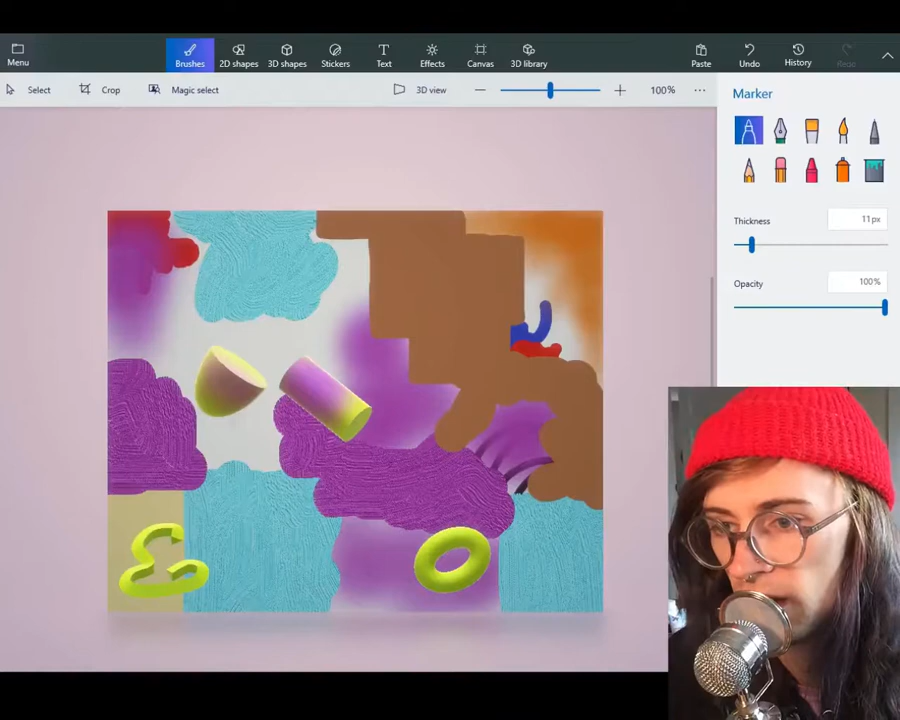 Menu
Brushes
2D shapes
3D shapes
Stickers
Text
Effects
Canvas
3D library
Paste
Undo
History
Redo
Select
Crop
Magic select
3D view
100%
Marker
Thickness
11px
Opacity
100%